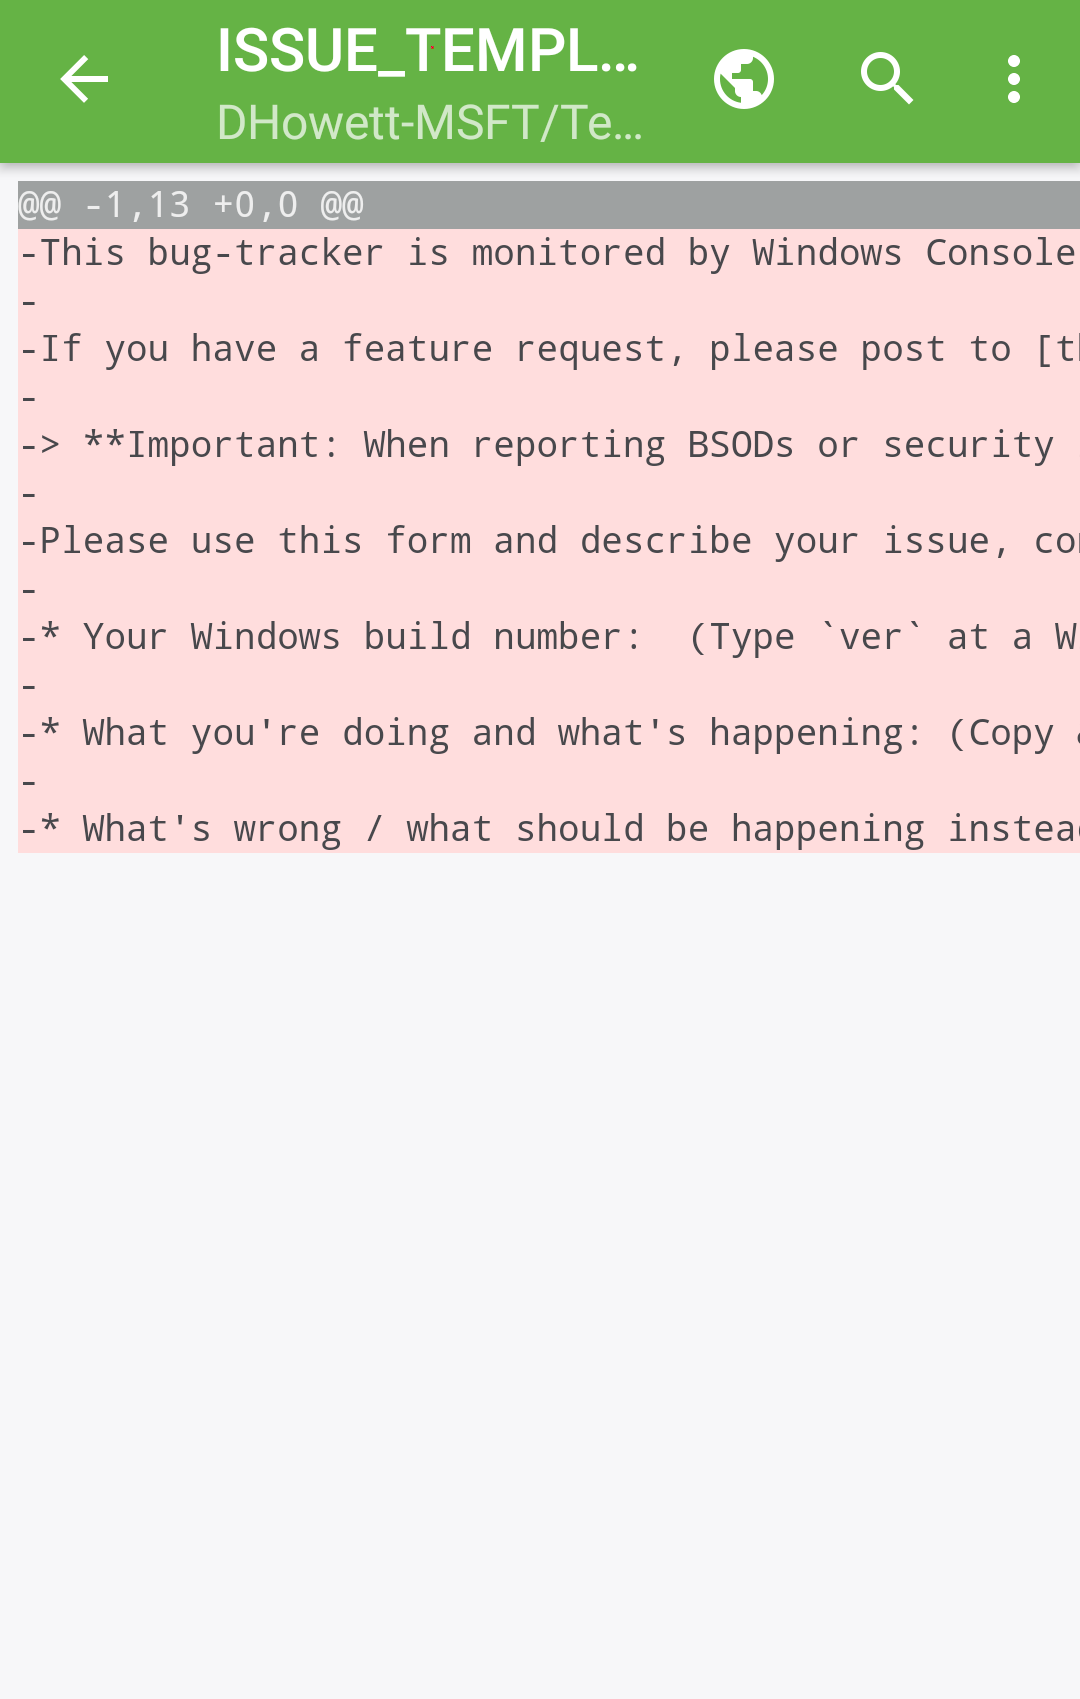 ISSUE_TEMPL...
DHowett-MSFT/Te...
@@ -1,13 +0,0 @@
-This bug-tracker is monitored by Windows Console
-
-If you have a feature request, please post to [t
-
-> **Important: When reporting BSODs or security
-
-Please use this form and describe your issue, co
-
-* Your Windows build number:  (Type `ver` at a W
-
-* What you're doing and what's happening: (Copy
-
-* What's wrong / what should be happening instea